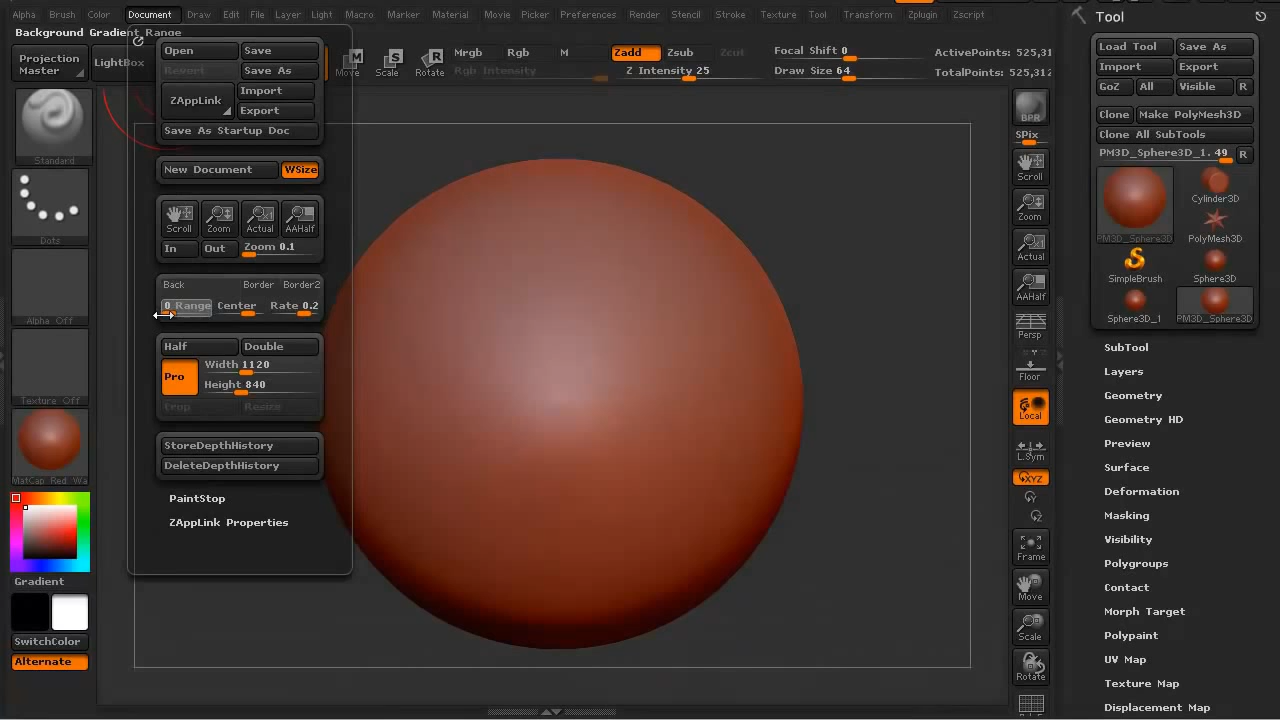 Alpha Brush Color Document Draw Edit File Layer Light Macro Marker Material Movie Picker Preferences Render Stencil Stroke Texture Tool Transform Zplugin Zscript
Background Gradient Range
Projection Master
LightBox
Move
Scale
Rotate
Mrgb Rgb M
Rgb Intensity
Zadd Zsub Zcut
Z Intensity 25
Focal Shift 0
Draw Size 64
ActivePoints: 525,31
TotalPoints: 525,312
Standard
Dots
Alpha Off
Texture Off
MatCap Red Wa
Gradient
SwitchColor
Alternate
Open Save
Revert Save As
ZAppLink
Import
Export
Save As Startup Doc
New Document WSize
Scroll Zoom Actual AAHalf
In Out Zoom 0.1
Back Border Border2
0 Range Center Rate 0.2
Half Double
Pro
Width 1120
Height 840
Crop Resize
StoreDepthHistory
DeleteDepthHistory
PaintStop
ZAppLink Properties
BPR
SPix
Scroll
Zoom
Actual
AAHalf
Persp
Floor
Local
L.Sym
XYZ
Y
Z
Frame
Move
Scale
Rotate
Tool
Load Tool Save As
Import Export
GoZ All Visible R
Clone Make PolyMesh3D
Clone All SubTools
PM3D_Sphere3D_1. 49 R
PM3D_Sphere3D
Cylinder3D
PolyMesh3D
SimpleBrush Sphere3D
Sphere3D_1 PM3D_Sphere3D
SubTool
Layers
Geometry
Geometry HD
Preview
Surface
Deformation
Masking
Visibility
Polygroups
Contact
Morph Target
Polypaint
UV Map
Texture Map
Displacement Map